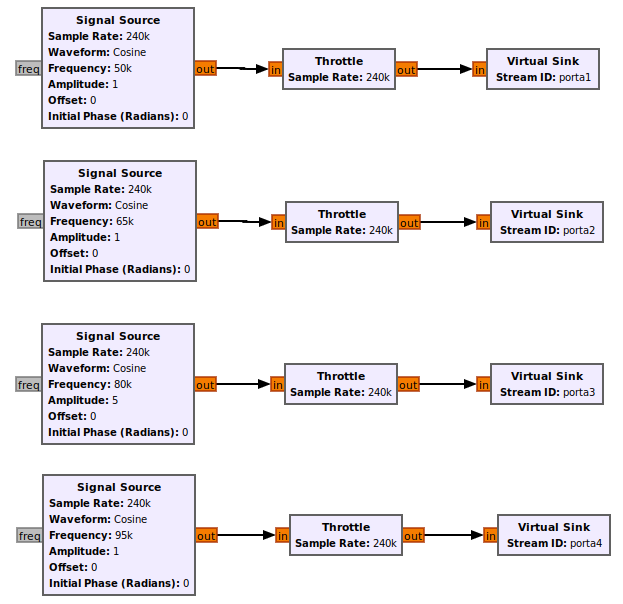 Signal Source
Sample Rate: 240k
Waveform: Cosine
freq Frequency: 50k out in
Amplitude: 1
Offset: 0
Initial Phase (Radians): 0
Throttle
Sample Rate: 240k out in
Virtual Sink
Stream ID: porta1
Signal Source
Sample Rate: 240k
Waveform: Cosine
freq Frequency: 65k out in
Amplitude: 1
Offset: 0
Initial Phase (Radians): 0
Throttle
Sample Rate: 240k out in
Virtual Sink
Stream ID: porta2
Signal Source
Sample Rate: 240k
Waveform: Cosine
freq Frequency: 80k out in
Amplitude: 5
Offset: 0
Initial Phase (Radians): 0
Throttle
Sample Rate: 240k out in
Virtual Sink
Stream ID: porta3
Signal Source
Sample Rate: 240k
Waveform: Cosine
freq Frequency: 95k out in
Amplitude: 1
Offset: 0
Initial Phase (Radians): 0
Throttle
Sample Rate: 240k out in
Virtual Sink
Stream ID: porta4